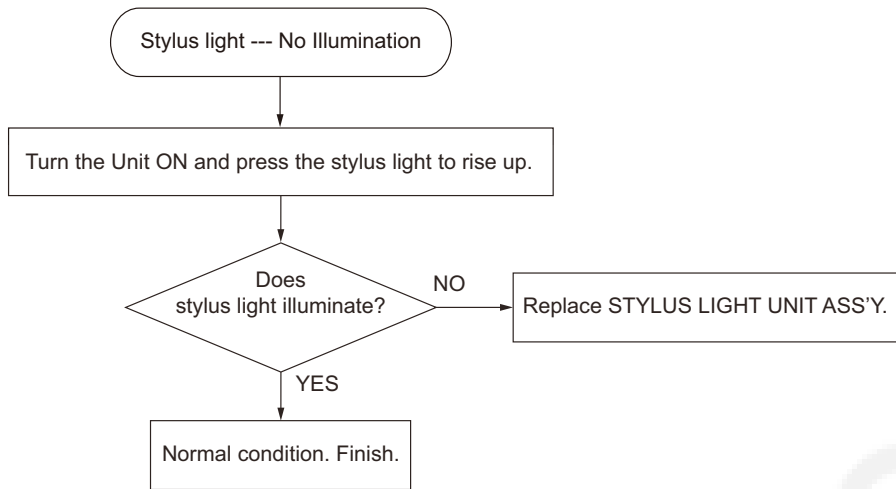 Stylus light --- No Illumination
Turn the Unit ON and press the stylus light to rise up.
Does
stylus light illuminate?
NO
Replace STYLUS LIGHT UNIT ASS’Y.
YES
Normal condition. Finish.